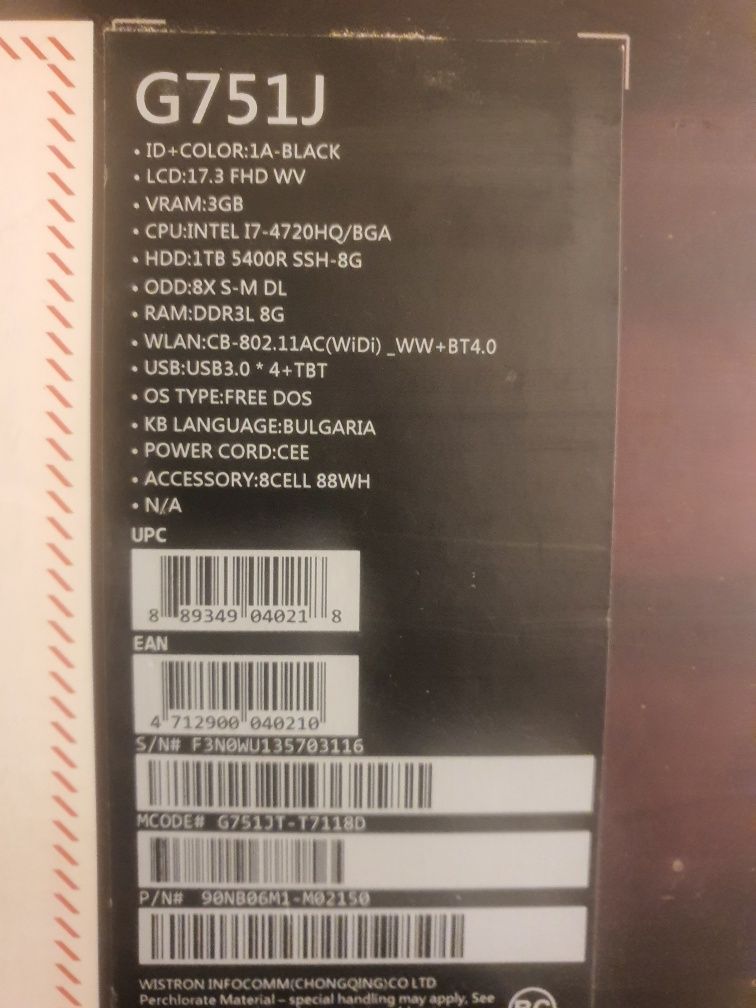 G751J
• ID+COLOR:1A-BLACK
• LCD:17.3 FHD WV
• VRAM:3GB
• CPU:INTEL I7-4720HQ/BGA
• HDD:1TB 5400R SSH-8G
• ODD:8X S-M DL
• RAM:DDR3L 8G
• WLAN:CB-802.11AC(WiDi) _WW+BT4.0
• USB:USB3.0 * 4+TBT
• OS TYPE:FREE DOS
• KB LANGUAGE:BULGARIA
• POWER CORD:CEE
• ACCESSORY:8CELL 88WH
• N/A
UPC
8 89349 04021 8
EAN
4 712900 040210
S/N# F3N0WU135703116
MCODE# G751JT-T7118D
P/N# 90NB06M1-M02150
WISTRON INFOCOMM(CHONGQING)CO LTD
Perchlorate Material – special handling may apply. See